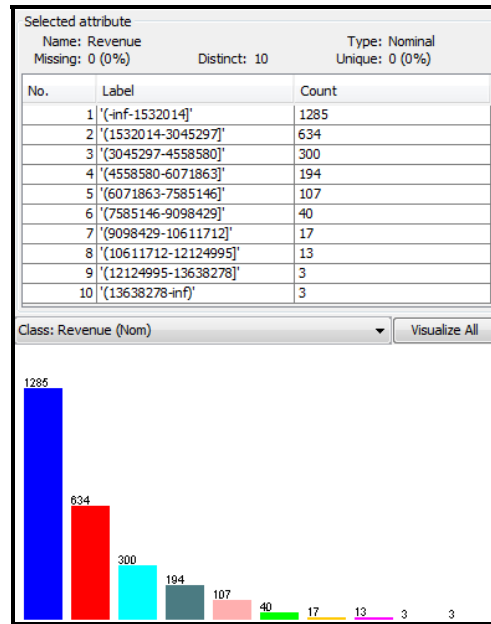 Selected attribute
Name: Revenue Type: Nominal
Missing: 0 (0%) Distinct: 10 Unique: 0 (0%)
No. Label Count
1 '(-inf-1532014]' 1285
2 '(1532014-3045297]' 634
3 '(3045297-4558580]' 300
4 '(4558580-6071863]' 194
5 '(6071863-7585146]' 107
6 '(7585146-9098429]' 40
7 '(9098429-10611712]' 17
8 '(10611712-12124995]' 13
9 '(12124995-13638278]' 3
10 '(13638278-inf)' 3
Class: Revenue (Nom) Visualize All
1285
634
300
194
107
40
17
13
3
3